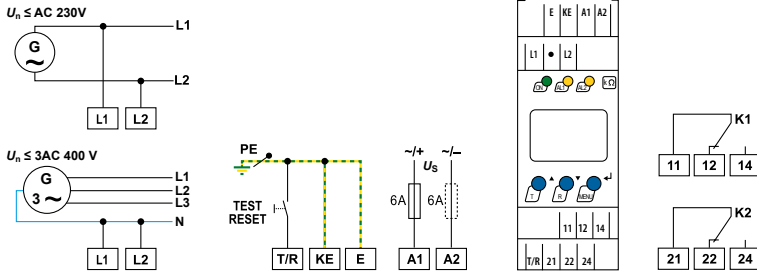 Un ≤ AC 230V
L1
G
~
L2
L1 L2
Un ≤ 3AC 400 V
G
3 ~
L1
L2
L3
N
L1 L2
PE
TEST
RESET
T/R KE E
~/+ ~/–
US
6A 6A
A1 A2
E KE A1 A2
L1 • L2
ON AL1 AL2 kΩ
T R MENU
11 12 14
T/R 21 22 24
K1
11 12 14
K2
21 22 24